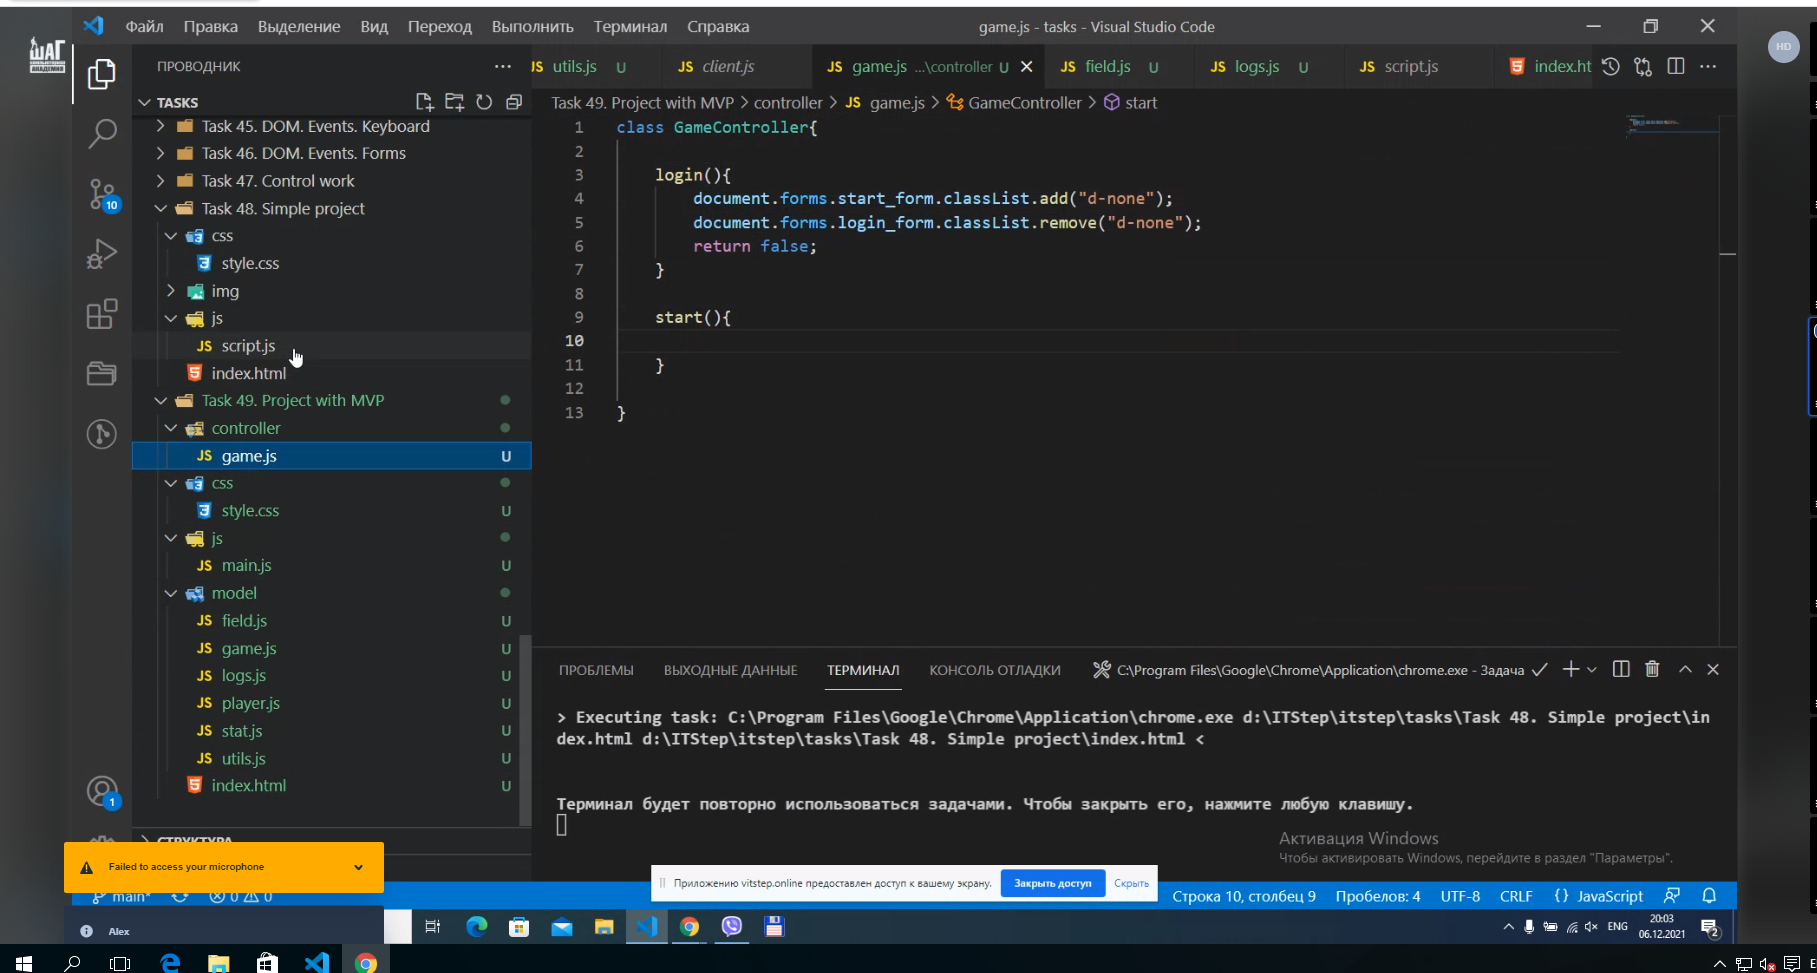 Файл Правка Выделение Вид Переход Выполнить Терминал Справка
game.js - tasks - Visual Studio Code
HD
ШАГ
ПРОВОДНИК
utils.js U
client.js
game.js ...\controller U
field.js U
logs.js U
script.js
index.ht
TASKS
Task 49. Project with MVP > controller > JS game.js > GameController > start
Task 45. DOM. Events. Keyboard
Task 46. DOM. Events. Forms
Task 47. Control work
Task 48. Simple project
css
style.css
img
js
JS script.js
index.html
Task 49. Project with MVP
controller
JS game.js U
css
style.css U
js
JS main.js U
model
JS field.js U
JS game.js U
JS logs.js U
JS player.js U
JS stat.js U
JS utils.js U
index.html U
СТРУКТУРА
10
1
1 class GameController{
2
3 login(){
4 document.forms.start_form.classList.add("d-none");
5 document.forms.login_form.classList.remove("d-none");
6 return false;
7 }
8
9 start(){
10
11 }
12
13 }
ПРОБЛЕМЫ ВЫХОДНЫЕ ДАННЫЕ ТЕРМИНАЛ КОНСОЛЬ ОТЛАДКИ
C:\Program Files\Google\Chrome\Application\chrome.exe - Задача
> Executing task: C:\Program Files\Google\Chrome\Application\chrome.exe d:\ITStep\itstep\tasks\Task 48. Simple project\in
dex.html d:\ITStep\itstep\tasks\Task 48. Simple project\index.html <
Терминал будет повторно использоваться задачами. Чтобы закрыть его, нажмите любую клавишу.
Активация Windows
Чтобы активировать Windows, перейдите в раздел "Параметры".
Failed to access your microphone
Приложению vitstep.online предоставлен доступ к вашему экрану. Закрыть доступ Скрыть
main* 0 0
Строка 10, столбец 9 Пробелов: 4 UTF-8 CRLF {} JavaScript
Alex
ENG
20:03
06.12.2021
2